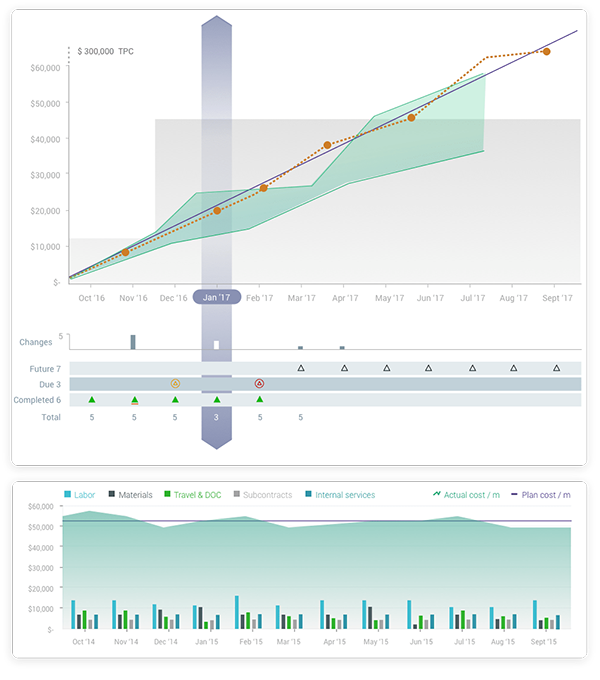 $ 300,000 TPC
$60,000
$50,000
$40,000
$30,000
$20,000
$10,000
$-
Oct '16 Nov '16 Dec '16 Jan '17 Feb '17 Mar '17 Apr '17 May '17 Jun '17 Jul '17 Aug '17 Sept '17
Changes 5
Future 7
Due 3
Completed 6
Total 5 5 5 3 5 5
Labor Materials Travel & DOC Subcontracts Internal services Actual cost / m Plan cost / m
$60,000
$50,000
$40,000
$30,000
$20,000
$10,000
$-
Oct '14 Nov '14 Dec '14 Jan '15 Feb '15 Mar '15 Apr '15 May '15 Jun '15 Jul '15 Aug '15 Sept '15